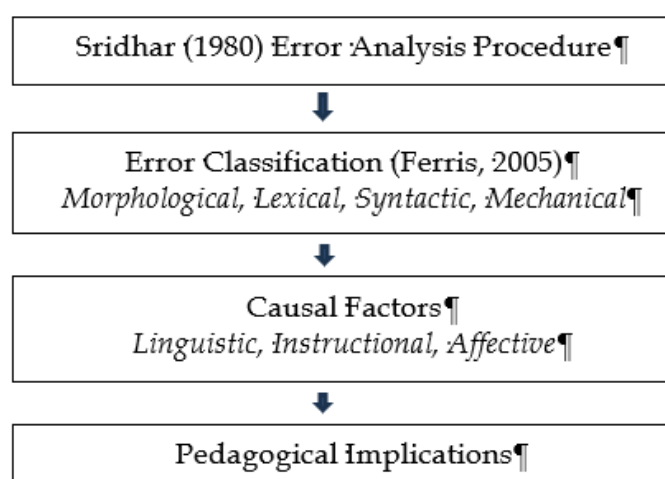 Sridhar (1980) Error Analysis Procedure¶
Error Classification (Ferris, 2005)¶
Morphological, Lexical, Syntactic, Mechanical¶
Causal Factors¶
Linguistic, Instructional, Affective¶
Pedagogical Implications¶